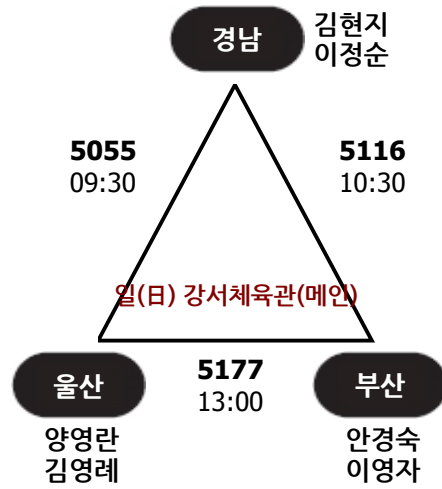 경남
김현지
이정순
5055
09:30
5116
10:30
일(日) 강서체육관(메인)
울산
양영란
김영례
5177
13:00
부산
안경숙
이영자